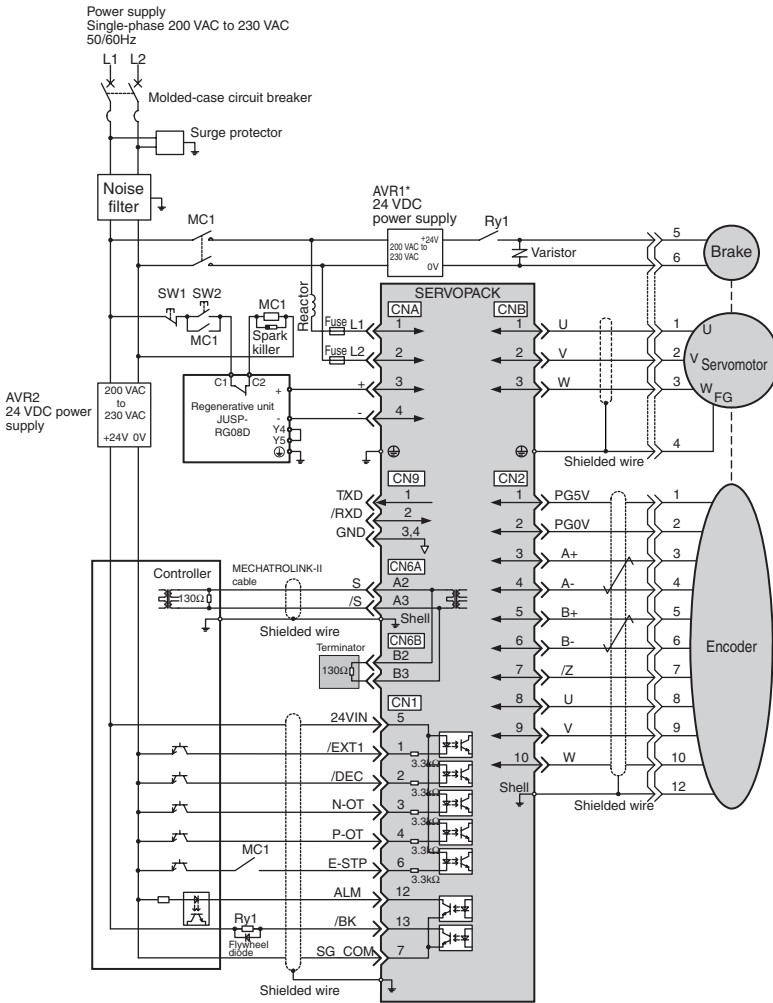 Power supply
Single-phase 200 VAC to 230 VAC
50/60Hz
L1 L2
Molded-case circuit breaker
Surge protector
Noise
filter
MC1
AVR1*
24 VDC
power supply
+24V
200 VAC to
230 VAC
0V
Ry1
Varistor
5
6
Brake
SW1 SW2
MC1
MC1
Spark
killer
Reactor
SERVOPACK
CNA CNB
Fuse L1 1 1 U 1 U
Fuse L2 2 2 V 2 V Servomotor
+ 3 3 W 3 W
FG
- 4
4
Shielded wire
C1 C2
+
Regenerative unit
JUSP-
RG08D
-
Y4
Y5
AVR2
24 VDC power
supply
200 VAC
to
230 VAC
+24V 0V
CN9 CN2
TXD 1 1 PG5V 1
/RXD 2 2 PG0V 2
GND 3,4
3 A+ 3
4 A- 4
5 B+ 5
6 B- 6
7 /Z 7
8 U 8
9 V 9
10 W 10
Shell 12
Shielded wire
Encoder
Controller
MECHATROLINK-II
cable
CN6A
130Ω
S A2
/S A3
Shell
Shielded wire
CN6B
Terminator
130Ω
B2
B3
CN1
24VIN 5
/EXT1 1
3.3kΩ
/DEC 2
3.3kΩ
N-OT 3
3.3kΩ
P-OT 4
3.3kΩ
MC1 E-STP 6
3.3kΩ
ALM 12
Ry1 /BK 13
Flywheel
diode
SG COM 7
Shielded wire